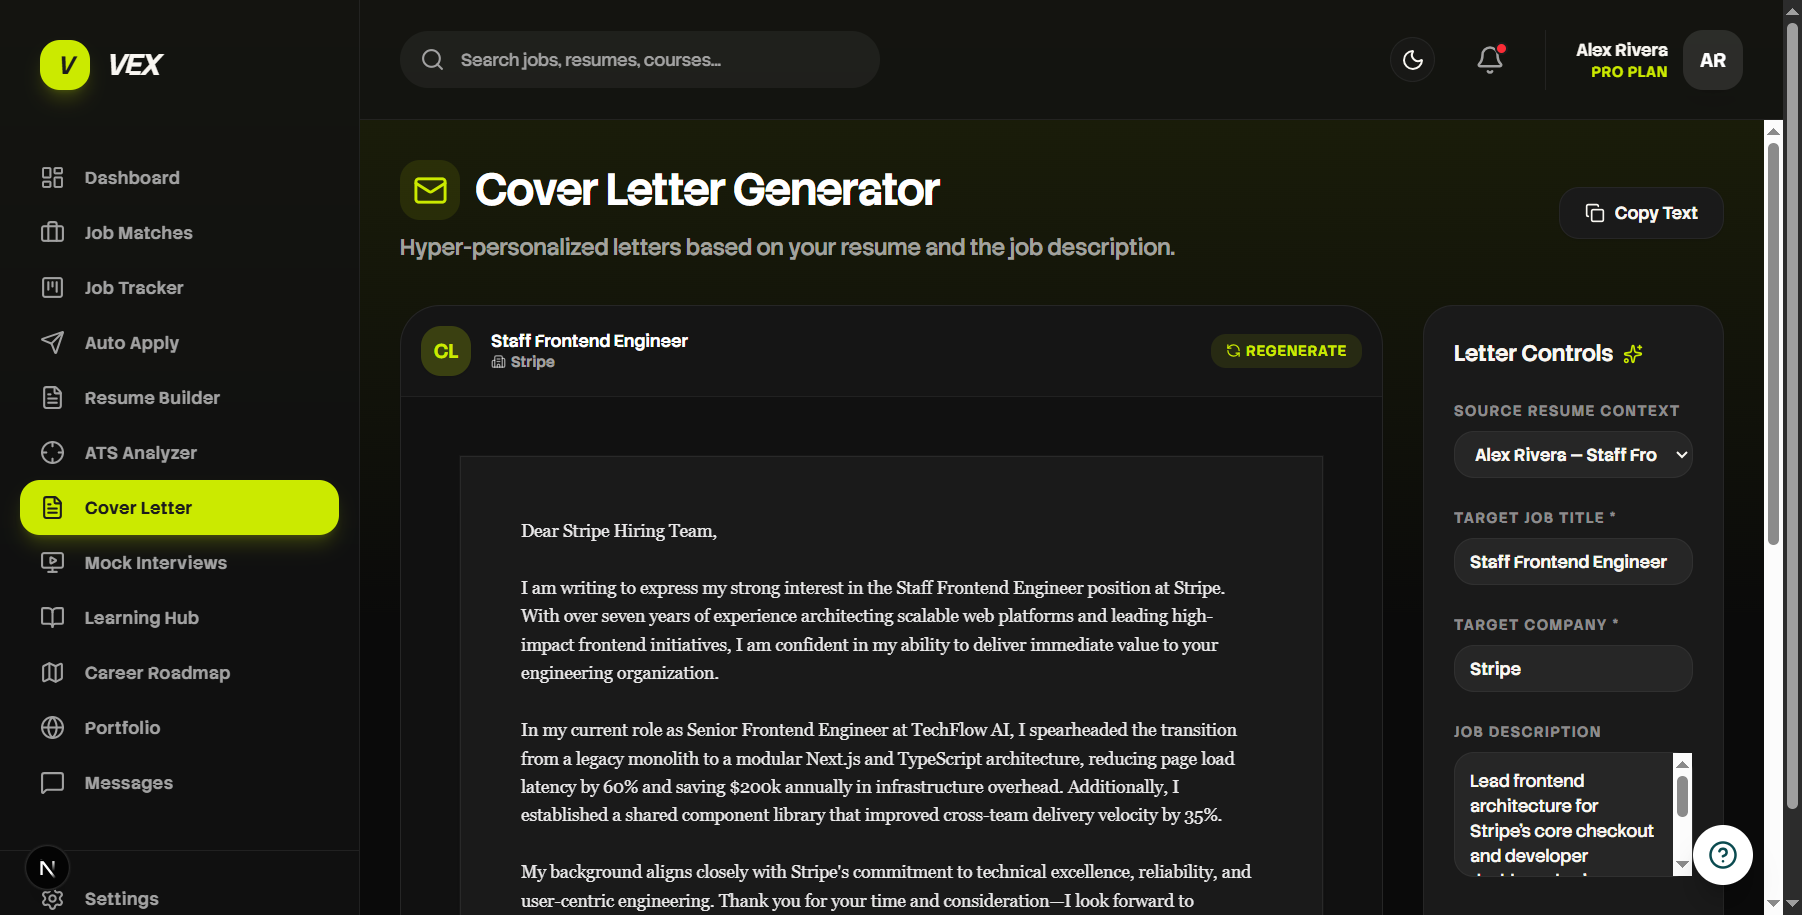 V VEX
Search jobs, resumes, courses...
Alex Rivera
PRO PLAN
AR
Dashboard
Job Matches
Job Tracker
Auto Apply
Resume Builder
ATS Analyzer
Cover Letter
Mock Interviews
Learning Hub
Career Roadmap
Portfolio
Messages
N
Settings
Cover Letter Generator
Hyper-personalized letters based on your resume and the job description.
Copy Text
CL
Staff Frontend Engineer
Stripe
REGENERATE
Dear Stripe Hiring Team,
I am writing to express my strong interest in the Staff Frontend Engineer position at Stripe.
With over seven years of experience architecting scalable web platforms and leading high-
impact frontend initiatives, I am confident in my ability to deliver immediate value to your
engineering organization.
In my current role as Senior Frontend Engineer at TechFlow AI, I spearheaded the transition
from a legacy monolith to a modular Next.js and TypeScript architecture, reducing page load
latency by 60% and saving $200k annually in infrastructure overhead. Additionally, I
established a shared component library that improved cross-team delivery velocity by 35%.
My background aligns closely with Stripe's commitment to technical excellence, reliability, and
user-centric engineering. Thank you for your time and consideration—I look forward to
Letter Controls
SOURCE RESUME CONTEXT
Alex Rivera – Staff Fro
TARGET JOB TITLE *
Staff Frontend Engineer
TARGET COMPANY *
Stripe
JOB DESCRIPTION
Lead frontend
architecture for
Stripe's core checkout
and developer